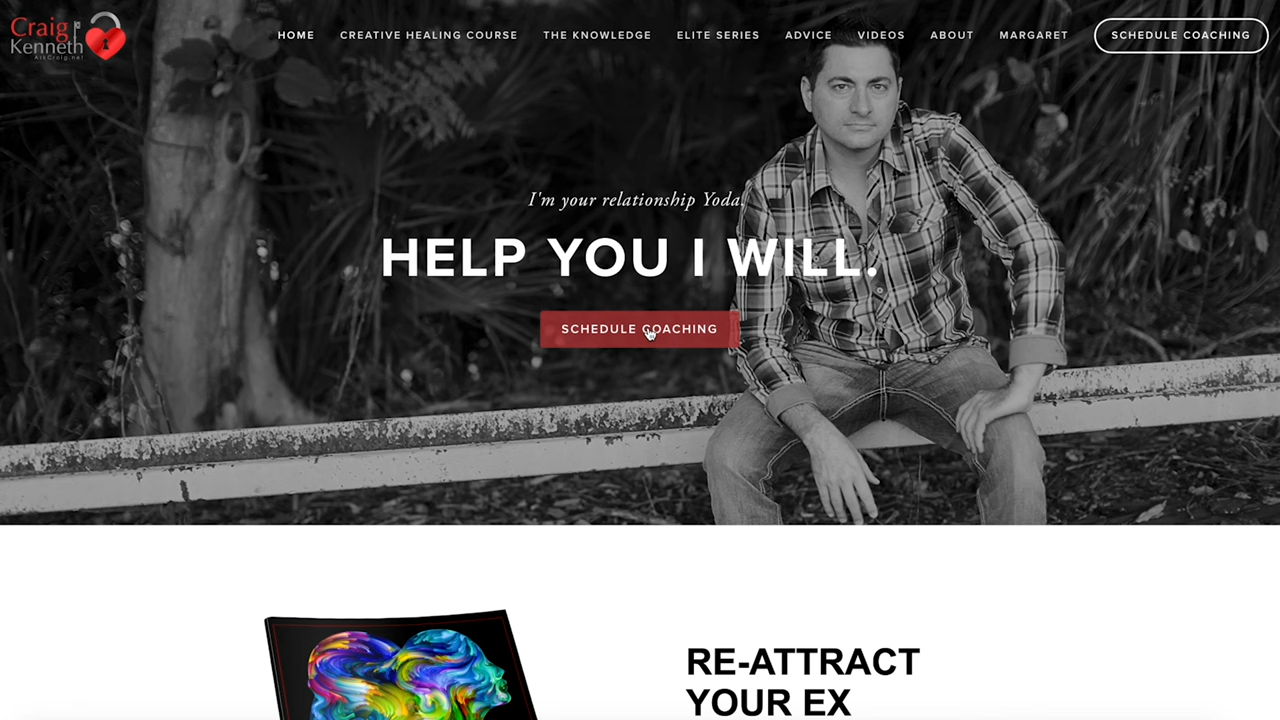 Craig
Kenneth
AskCraig.net
HOME CREATIVE HEALING COURSE THE KNOWLEDGE ELITE SERIES ADVICE VIDEOS ABOUT MARGARET SCHEDULE COACHING
I'm your relationship Yoda.
HELP YOU I WILL.
SCHEDULE COACHING
RE-ATTRACT
YOUR EX